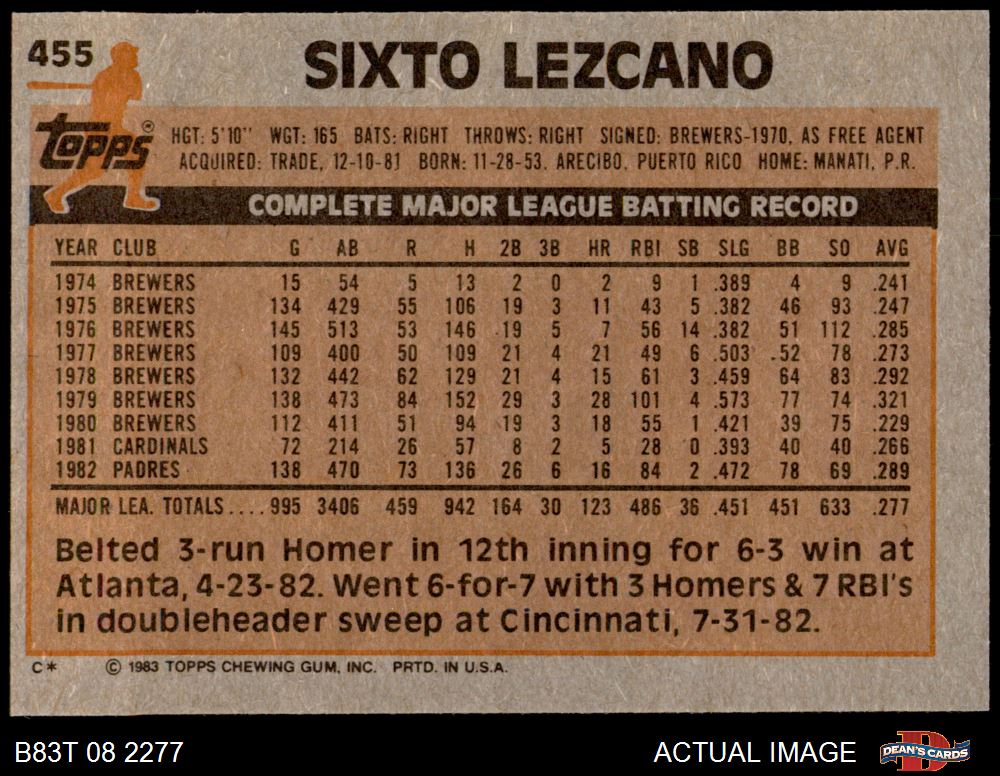 455
SIXTO LEZCANO
topps®
HGT: 5'10" WGT: 165 BATS: RIGHT THROWS: RIGHT SIGNED: BREWERS-1970, AS FREE AGENT
ACQUIRED: TRADE, 12-10-81 BORN: 11-28-53, ARECIBO, PUERTO RICO HOME: MANATI, P.R.
COMPLETE MAJOR LEAGUE BATTING RECORD
YEAR CLUB G AB R H 2B 3B HR RBI SB SLG BB SO AVG
1974 BREWERS 15 54 5 13 2 0 2 9 1 .389 4 9 .241
1975 BREWERS 134 429 55 106 19 3 11 43 5 .382 46 93 .247
1976 BREWERS 145 513 53 146 19 5 7 56 14 .382 51 112 .285
1977 BREWERS 109 400 50 109 21 4 21 49 6 .503 52 78 .273
1978 BREWERS 132 442 62 129 21 4 15 61 3 .459 64 83 .292
1979 BREWERS 138 473 84 152 29 3 28 101 4 .573 77 74 .321
1980 BREWERS 112 411 51 94 19 3 18 55 1 .421 39 75 .229
1981 CARDINALS 72 214 26 57 8 2 5 28 0 .393 40 40 .266
1982 PADRES 138 470 73 136 26 6 16 84 2 .472 78 69 .289
MAJOR LEA. TOTALS....995 3406 459 942 164 30 123 486 36 .451 451 633 .277
Belted 3-run Homer in 12th inning for 6-3 win at
Atlanta, 4-23-82. Went 6-for-7 with 3 Homers & 7 RBI's
in doubleheader sweep at Cincinnati, 7-31-82.
C* © 1983 TOPPS CHEWING GUM, INC. PRTD. IN U.S.A.
B83T 08 2277 ACTUAL IMAGE DEAN'S CARDS